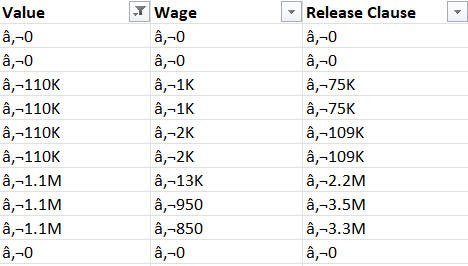 Value Wage Release Clause
â‚¬0 â‚¬0 â‚¬0
â‚¬0 â‚¬0 â‚¬0
â‚¬110K â‚¬1K â‚¬75K
â‚¬110K â‚¬1K â‚¬75K
â‚¬110K â‚¬2K â‚¬109K
â‚¬110K â‚¬2K â‚¬109K
â‚¬1.1M â‚¬13K â‚¬2.2M
â‚¬1.1M â‚¬950 â‚¬3.5M
â‚¬1.1M â‚¬850 â‚¬3.3M
â‚¬0 â‚¬0 â‚¬0